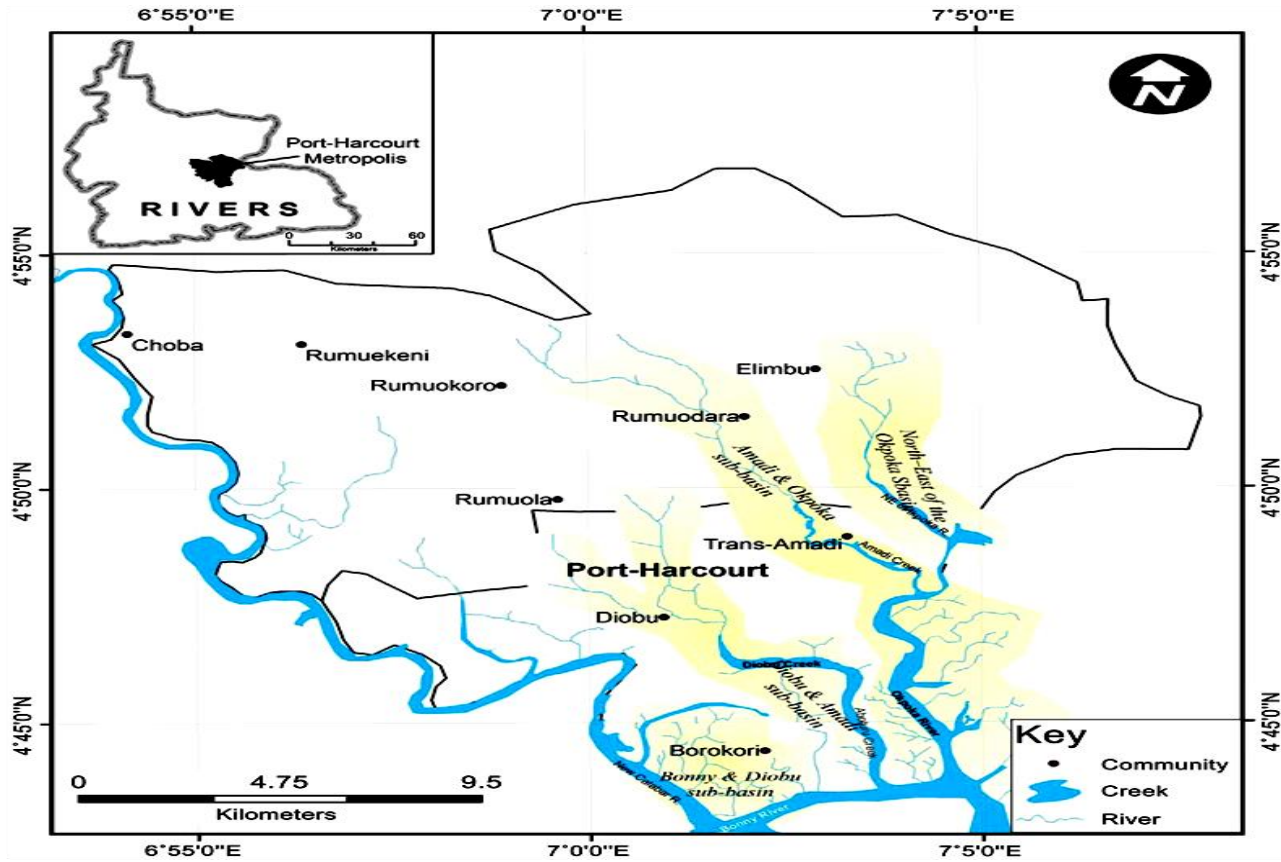 6°55'0"E 7°0'0"E 7°5'0"E
N
Port-Harcourt
Metropolis
RIVERS
0 30 60
Kilometers
4°55'0"N
4°55'0"N
Choba
Rumuekeni
Rumuokoro
Elimbu
Rumuodara
Amadi & Okpoka
sub-basin
North-East of the
Okpoka Sbasin
4°50'0"N
4°50'0"N
Rumuola
Trans-Amadi
Amadi Creek
Port-Harcourt
Diobu
Diobu Creek
Diobu & Amadi
sub-basin
Okpoka River
4°45'0"N
4°45'0"N
Borokori
Bonny & Diobu
sub-basin
New Calabar R.
Bonny River
0 4.75 9.5
Kilometers
Key
Community
Creek
River
6°55'0"E 7°0'0"E 7°5'0"E